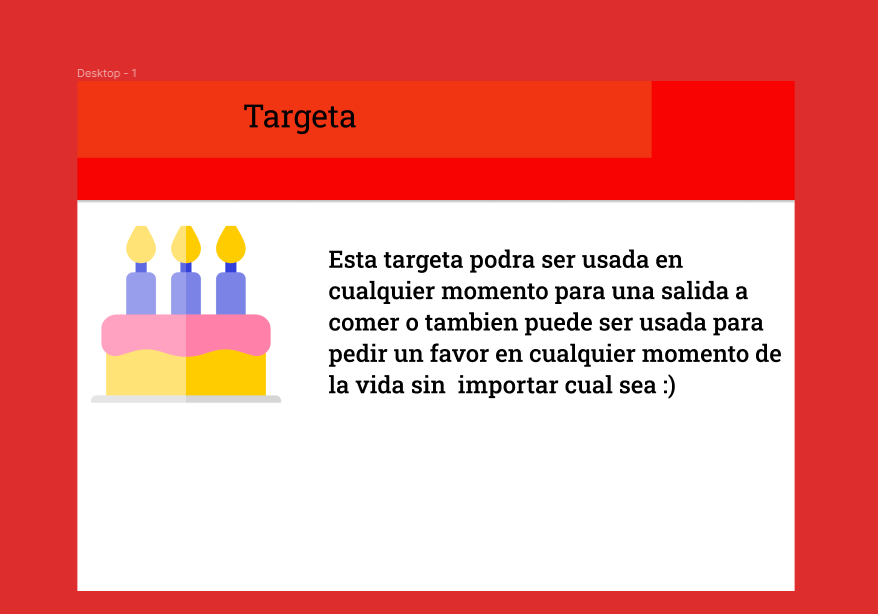 Desktop - 1
Targeta
Esta targeta podra ser usada en
cualquier momento para una salida a
comer o tambien puede ser usada para
pedir un favor en cualquier momento de
la vida sin  importar cual sea :)